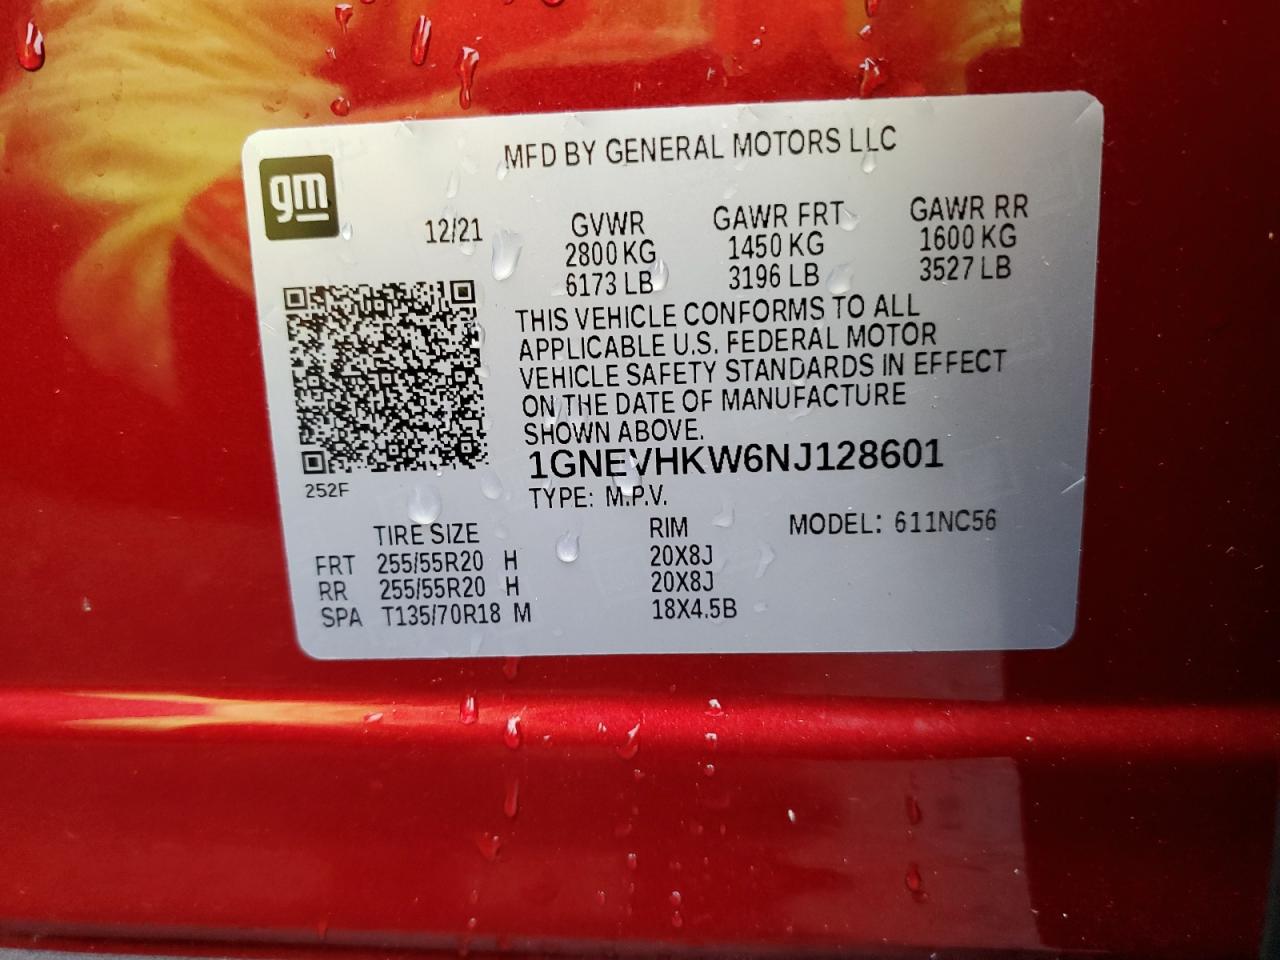 MFD BY GENERAL MOTORS LLC
gm
12/21
GVWR GAWR FRT GAWR RR
2800 KG 1450 KG 1600 KG
6173 LB 3196 LB 3527 LB
THIS VEHICLE CONFORMS TO ALL
APPLICABLE U.S. FEDERAL MOTOR
VEHICLE SAFETY STANDARDS IN EFFECT
ON THE DATE OF MANUFACTURE
SHOWN ABOVE.
1GNEVHKW6NJ128601
252F
TYPE: M.P.V.
TIRE SIZE RIM MODEL: 611NC56
FRT 255/55R20 H 20X8J
RR 255/55R20 H 20X8J
SPA T135/70R18 M 18X4.5B